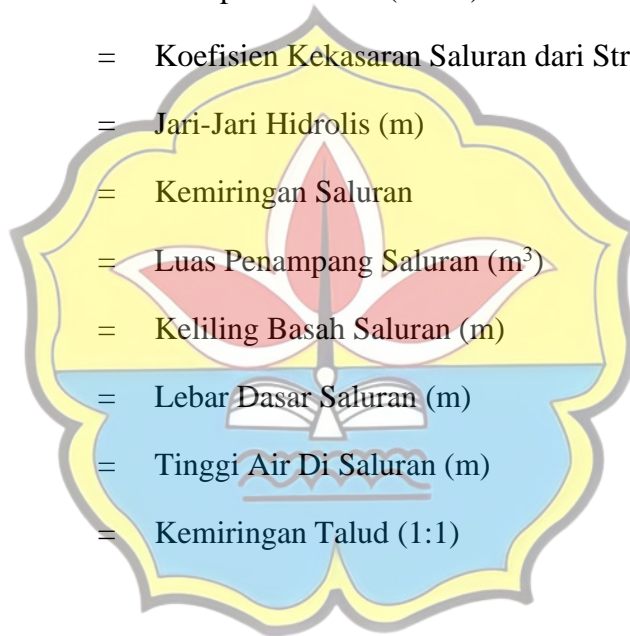 = Koefisien Kekasaran Saluran dari Str
= Jari-Jari Hidrolis (m)
= Kemiringan Saluran
= Luas Penampang Saluran (m³)
= Keliling Basah Saluran (m)
= Lebar Dasar Saluran (m)
= Tinggi Air Di Saluran (m)
= Kemiringan Talud (1:1)